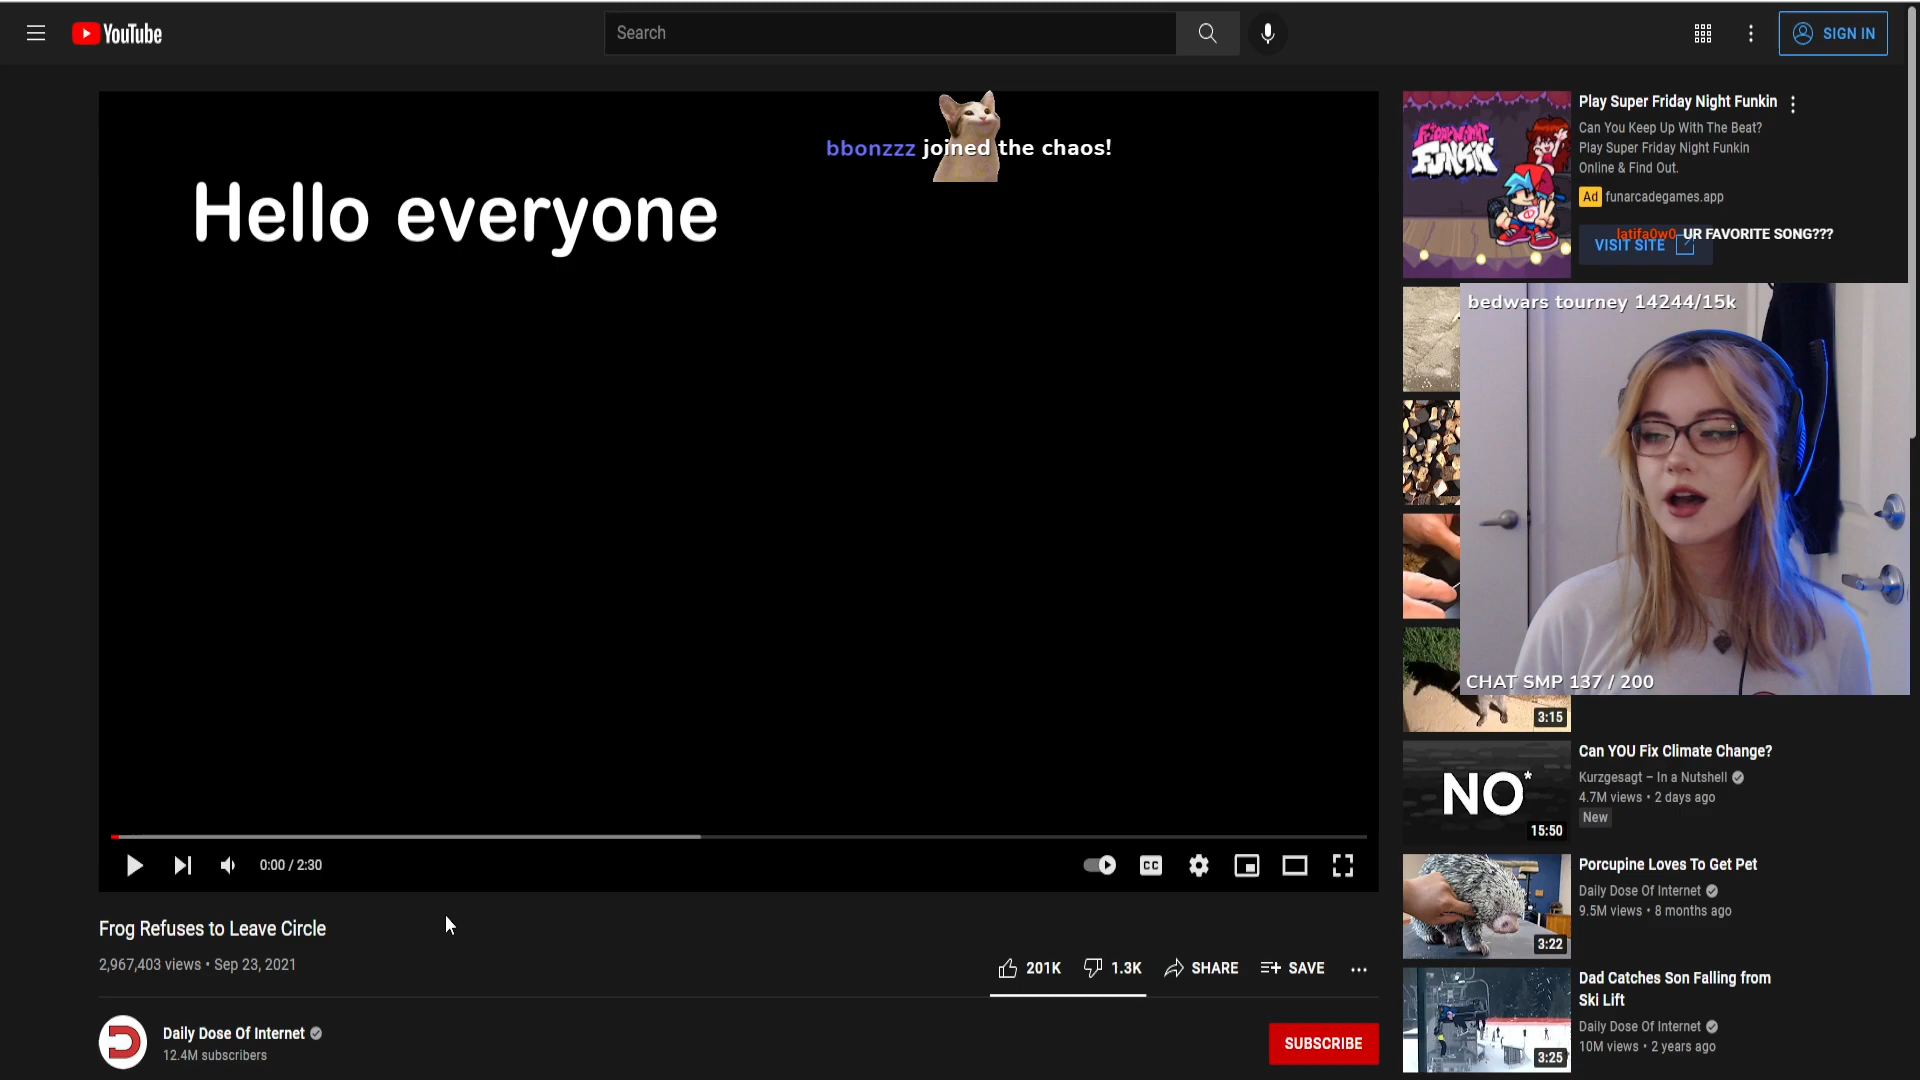 YouTube
Search
SIGN IN
bbonzzz joined the chaos!
Hello everyone
0:00 / 2:30
CC
Frog Refuses to Leave Circle
2,967,403 views • Sep 23, 2021
201K
1.3K
SHARE
SAVE
Daily Dose Of Internet
12.4M subscribers
SUBSCRIBE
FRIDAY NIGHT
FUNKIN'
Play Super Friday Night Funkin
Can You Keep Up With The Beat?
Play Super Friday Night Funkin
Online & Find Out.
Ad funarcadegames.app
latifa0w0 UR FAVORITE SONG???
VISIT SITE
bedwars tourney 14244/15k
CHAT SMP 137 / 200
3:15
NO*
15:50
Can YOU Fix Climate Change?
Kurzgesagt – In a Nutshell
4.7M views • 2 days ago
New
3:22
Porcupine Loves To Get Pet
Daily Dose Of Internet
9.5M views • 8 months ago
3:25
Dad Catches Son Falling from
Ski Lift
Daily Dose Of Internet
10M views • 2 years ago